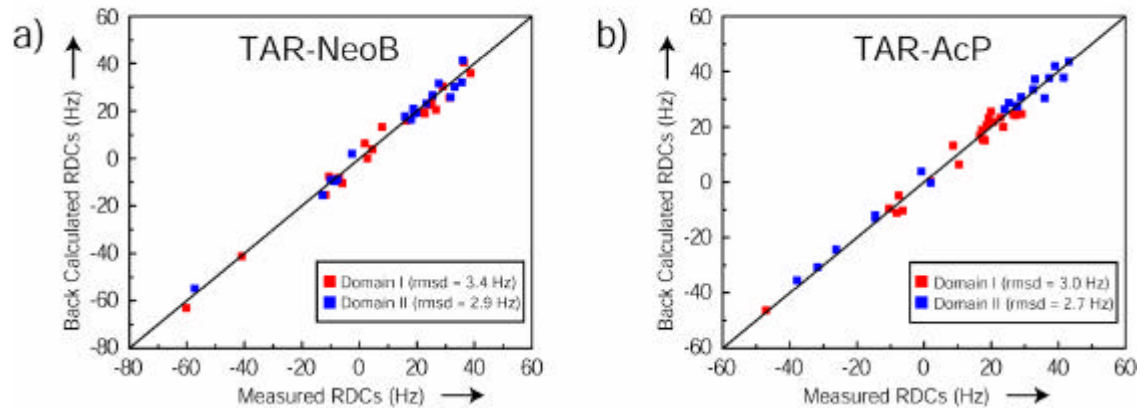 a)
TAR-NeoB
60
40
20
0
-20
-40
-60
-80
-80 -60 -40 -20 0 20 40 60
Back Calculated RDCs (Hz)
Measured RDCs (Hz)
Domain I (rmsd = 3.4 Hz)
Domain II (rmsd = 2.9 Hz)
b)
TAR-AcP
60
40
20
0
-20
-40
-60
-60 -40 -20 0 20 40 60
Back Calculated RDCs (Hz)
Measured RDCs (Hz)
Domain I (rmsd = 3.0 Hz)
Domain II (rmsd = 2.7 Hz)